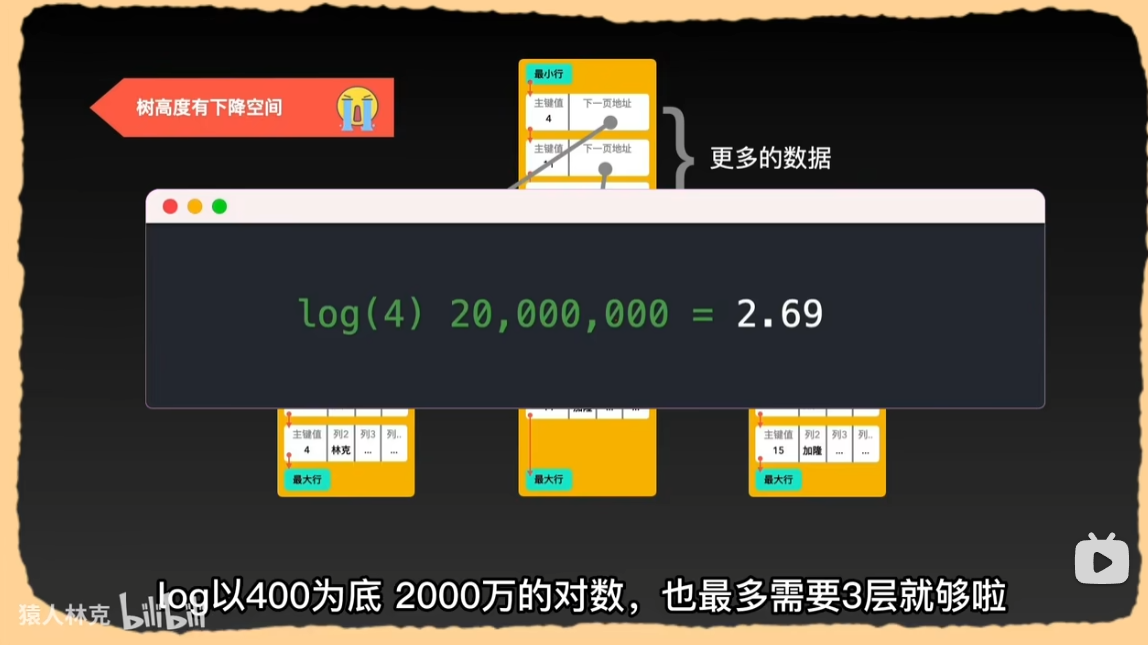 最小行
树高度有下降空间
主键值 下一页地址
4
主键值 下一页地址
更多的数据
log(4) 20,000,000 = 2.69
主键值 列2 列3 列..
4 林克 ... ...
最大行
最大行
主键值 列2 列3 列..
15 加隆 ... ...
最大行
log以400为底 2000万的对数，也最多需要3层就够啦
猿人林克 bilibili